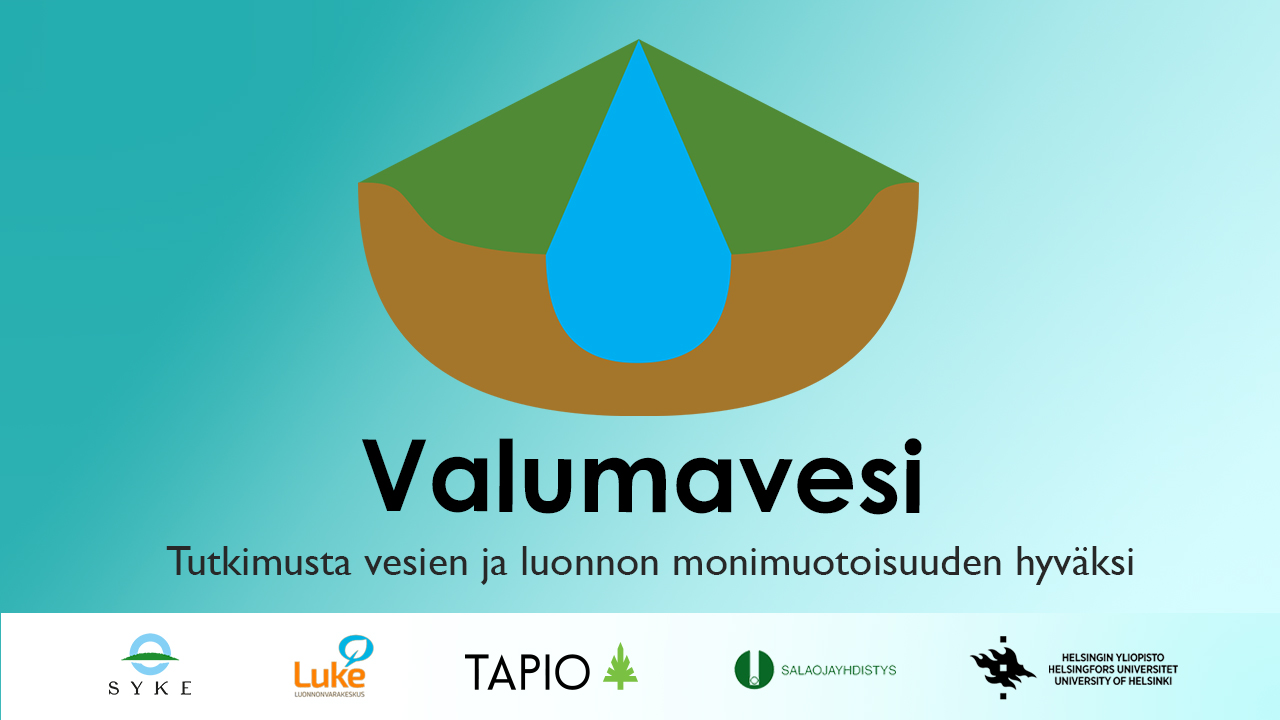 Valumavesi
Tutkimusta vesien ja luonnon monimuotoisuuden hyväksi
SYKE
Luke
LUONNONVARAKESKUS
TAPIO
SALAOJAYHDISTYS
HELSINGIN YLIOPISTO
HELSINGFORS UNIVERSITET
UNIVERSITY OF HELSINKI